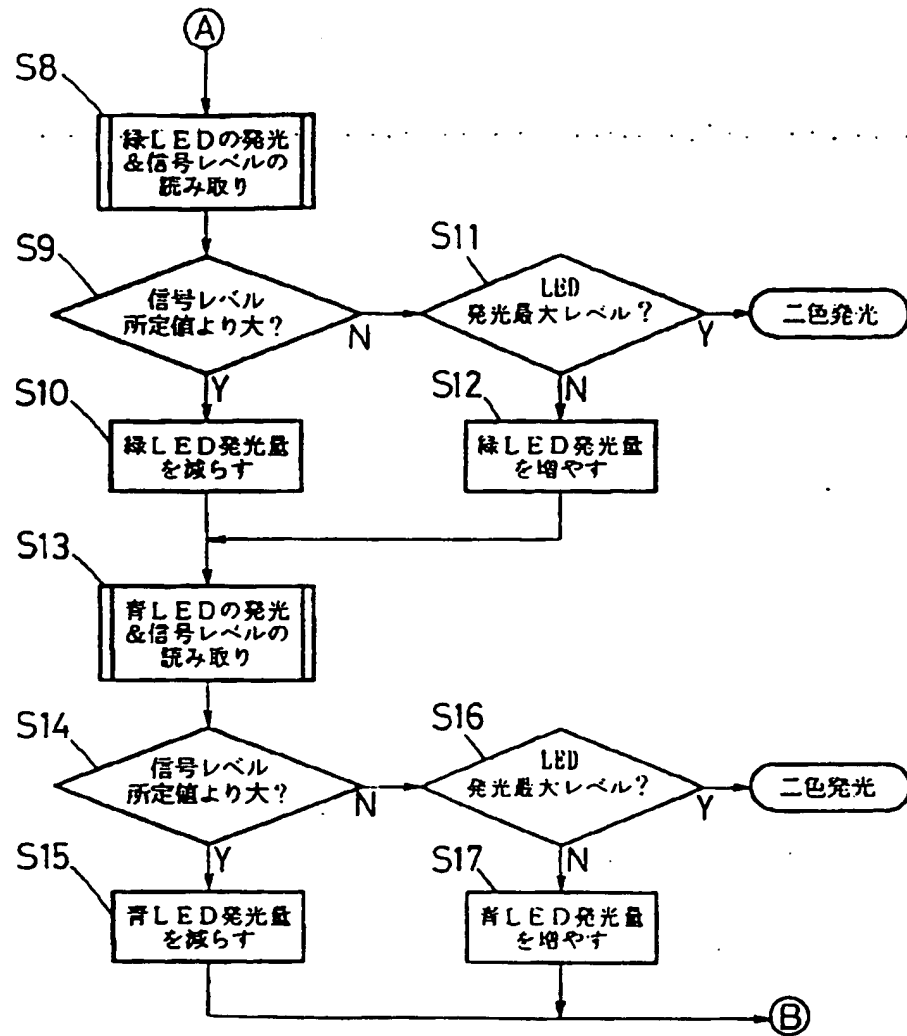 A
S8
緑LEDの発光
&信号レベルの
読み取り
S9
信号レベル
所定値より大?
N
Y
S11
LED
発光最大レベル?
Y
N
二色発光
S10
緑LED発光量
を減らす
S12
緑LED発光量
を増やす
S13
青LEDの発光
&信号レベルの
読み取り
S14
信号レベル
所定値より大?
N
Y
S16
LED
発光最大レベル?
Y
N
二色発光
S15
青LED発光量
を減らす
S17
青LED発光量
を増やす
B